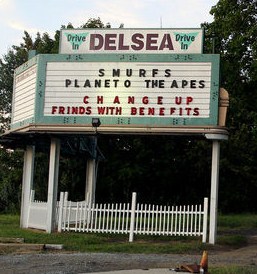 Drive In DELSEA Drive In
SMURFS
PLANETO THE APES
CHANGE UP
FRINDS WITH BENEFITS